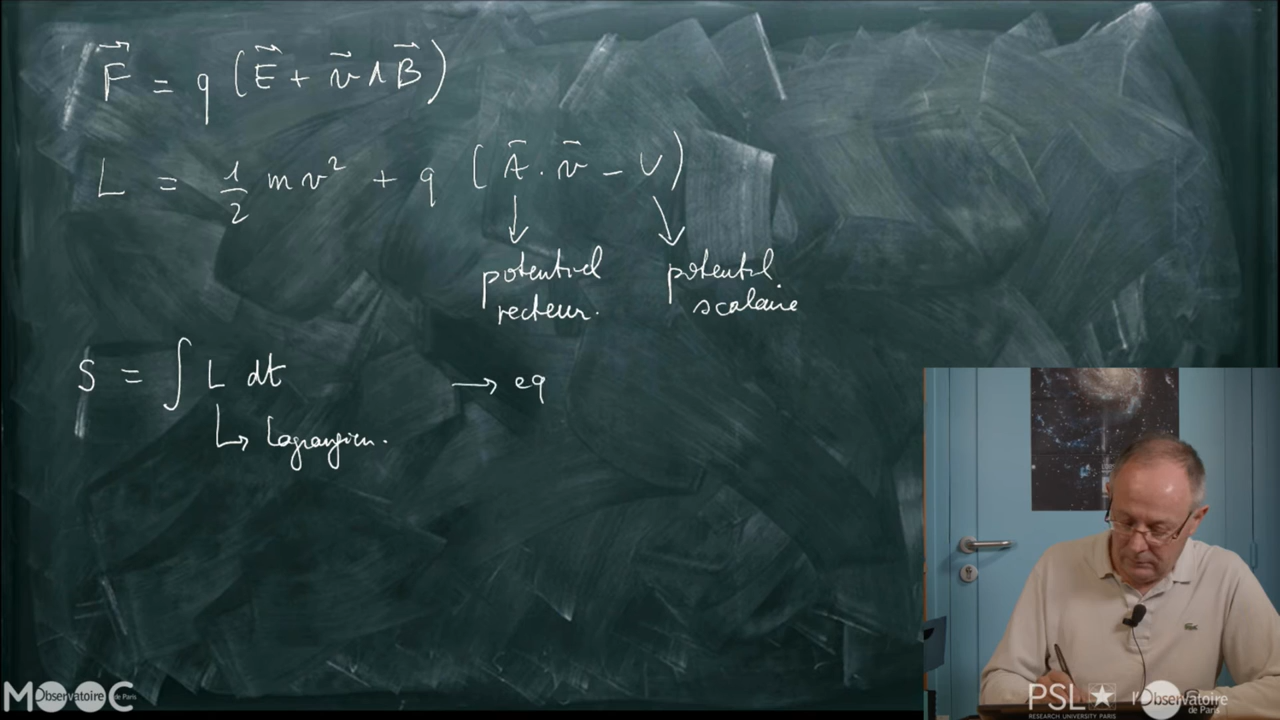 F⃗ = q (E⃗ + v⃗ ∧ B⃗)
L = 1/2 mv² + q (A⃗ . v⃗ − V)
↓ ↘
potentiel potentiel
vecteur. scalaire
S = ∫ L dt → eq
↳ Lagrangien.
MOOC Observatoire de Paris
PSL★ l'Observatoire de Paris
RESEARCH UNIVERSITY PARIS